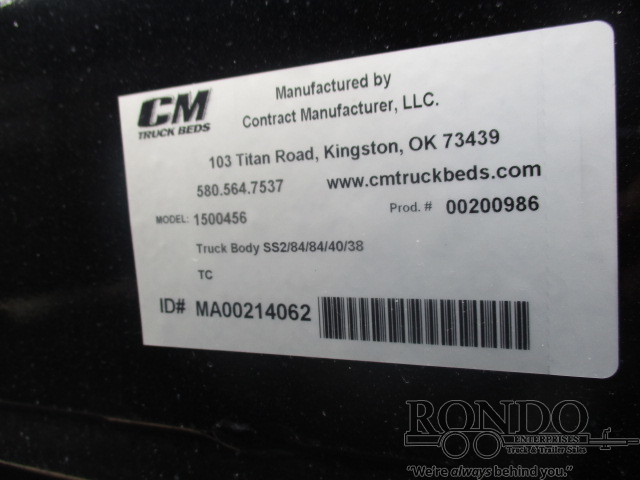 CM
TRUCK BEDS
Manufactured by
Contract Manufacturer, LLC.
103 Titan Road, Kingston, OK 73439
580.564.7537 www.cmtruckbeds.com
MODEL: 1500456 Prod. # 00200986
Truck Body SS2/84/84/40/38
TC
ID# MA00214062
RONDO
ENTERPRISES
Truck & Trailer Sales
"We're always behind you."